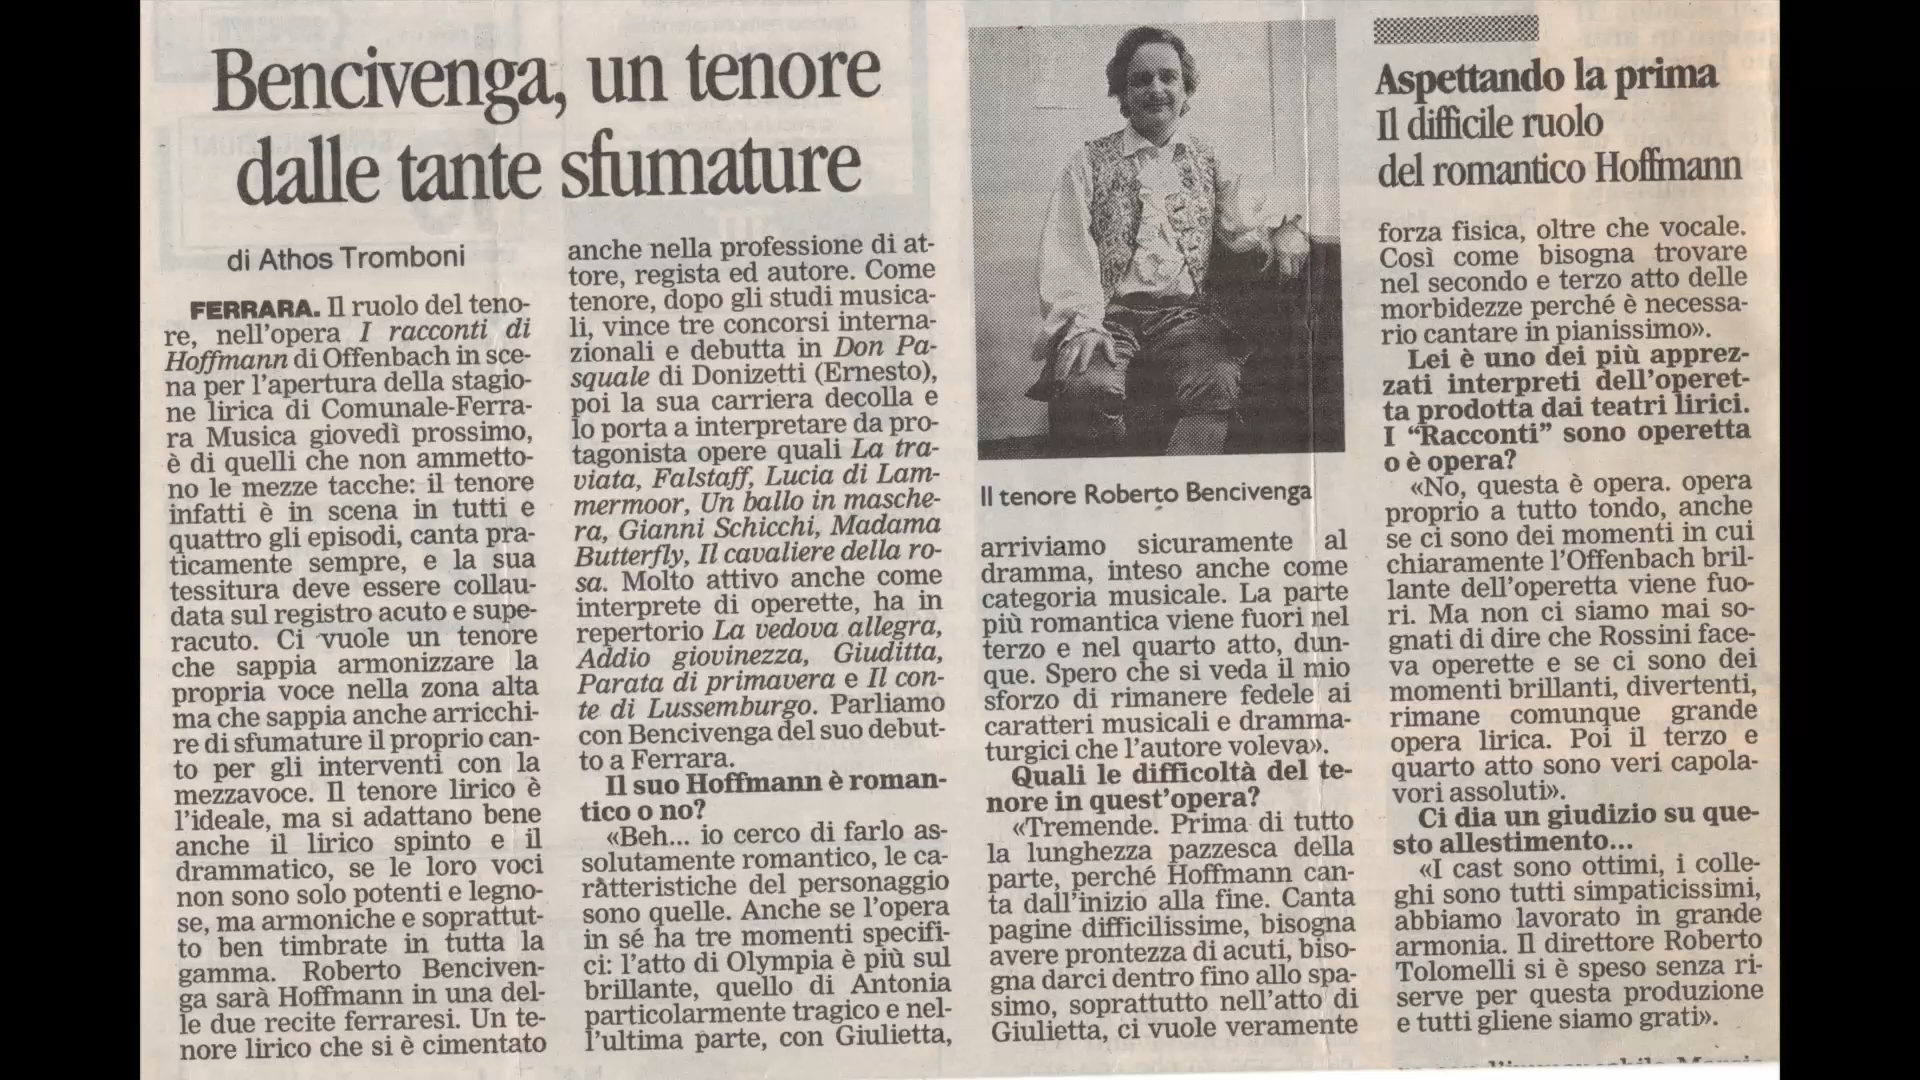 Bencivenga, un tenore
dalle tante sfumature
di Athos Tromboni
FERRARA. Il ruolo del teno-
re, nell'opera I racconti di
Hoffmann di Offenbach in sce-
na per l'apertura della stagio-
ne lirica di Comunale-Ferra-
ra Musica giovedì prossimo,
è di quelli che non ammetto-
no le mezze tacche: il tenore
infatti è in scena in tutti e
quattro gli episodi, canta pra-
ticamente sempre, e la sua
tessitura deve essere collau-
data sul registro acuto e supe-
racuto. Ci vuole un tenore
che sappia armonizzare la
propria voce nella zona alta
ma che sappia anche arricchi-
re di sfumature il proprio can-
to per gli interventi con la
mezzavoce. Il tenore lirico è
l'ideale, ma si adattano bene
anche il lirico spinto e il
drammatico, se le loro voci
non sono solo potenti e legno-
se, ma armoniche e soprattut-
to ben timbrate in tutta la
gamma. Roberto Benciven-
ga sarà Hoffmann in una del-
le due recite ferraresi. Un te-
nore lirico che si è cimentato
anche nella professione di at-
tore, regista ed autore. Come
tenore, dopo gli studi musica-
li, vince tre concorsi interna-
zionali e debutta in Don Pa-
squale di Donizetti (Ernesto),
poi la sua carriera decolla e
lo porta a interpretare da pro-
tagonista opere quali La tra-
viata, Falstaff, Lucia di Lam-
mermoor, Un ballo in masche-
ra, Gianni Schicchi, Madama
Butterfly, Il cavaliere della ro-
sa. Molto attivo anche come
interprete di operette, ha in
repertorio La vedova allegra,
Addio giovinezza, Giuditta,
Parata di primavera e Il con-
te di Lussemburgo. Parliamo
con Bencivenga del suo debut-
to a Ferrara.
Il suo Hoffmann è roman-
tico o no?
«Beh... io cerco di farlo as-
solutamente romantico, le ca-
ratteristiche del personaggio
sono quelle. Anche se l'opera
in sé ha tre momenti specifi-
ci: l'atto di Olympia è più sul
brillante, quello di Antonia
particolarmente tragico e nel-
l'ultima parte, con Giulietta,
Il tenore Roberto Bencivenga
arriviamo sicuramente al
dramma, inteso anche come
categoria musicale. La parte
più romantica viene fuori nel
terzo e nel quarto atto, dun-
que. Spero che si veda il mio
sforzo di rimanere fedele ai
caratteri musicali e dramma-
turgici che l'autore voleva».
Quali le difficoltà del te-
nore in quest'opera?
«Tremende. Prima di tutto
la lunghezza pazzesca della
parte, perché Hoffmann can-
ta dall'inizio alla fine. Canta
pagine difficilissime, bisogna
avere prontezza di acuti, biso-
gna darci dentro fino allo spa-
simo, soprattutto nell'atto di
Giulietta, ci vuole veramente
Aspettando la prima
Il difficile ruolo
del romantico Hoffmann
forza fisica, oltre che vocale.
Così come bisogna trovare
nel secondo e terzo atto delle
morbidezze perché è necessa-
rio cantare in pianissimo».
Lei è uno dei più apprez-
zati interpreti dell'operet-
ta prodotta dai teatri lirici.
I "Racconti" sono operetta
o è opera?
«No, questa è opera. opera
proprio a tutto tondo, anche
se ci sono dei momenti in cui
chiaramente l'Offenbach bril-
lante dell'operetta viene fuo-
ri. Ma non ci siamo mai so-
gnati di dire che Rossini face-
va operette e se ci sono dei
momenti brillanti, divertenti,
rimane comunque grande
opera lirica. Poi il terzo e
quarto atto sono veri capola-
vori assoluti».
Ci dia un giudizio su que-
sto allestimento...
«I cast sono ottimi, i colle-
ghi sono tutti simpaticissimi,
abbiamo lavorato in grande
armonia. Il direttore Roberto
Tolomelli si è speso senza ri-
serve per questa produzione
e tutti gliene siamo grati».